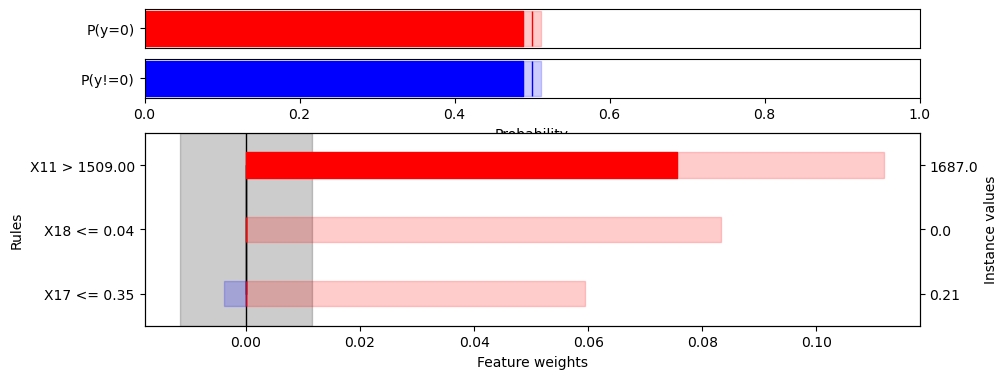 P(y=0)
P(y!=0)
0.0 0.2 0.4 0.6 0.8 1.0
Probability
Rules
X11 > 1509.00 1687.0
X18 <= 0.04 0.0
X17 <= 0.35 0.21
Instance values
0.00 0.02 0.04 0.06 0.08 0.10
Feature weights